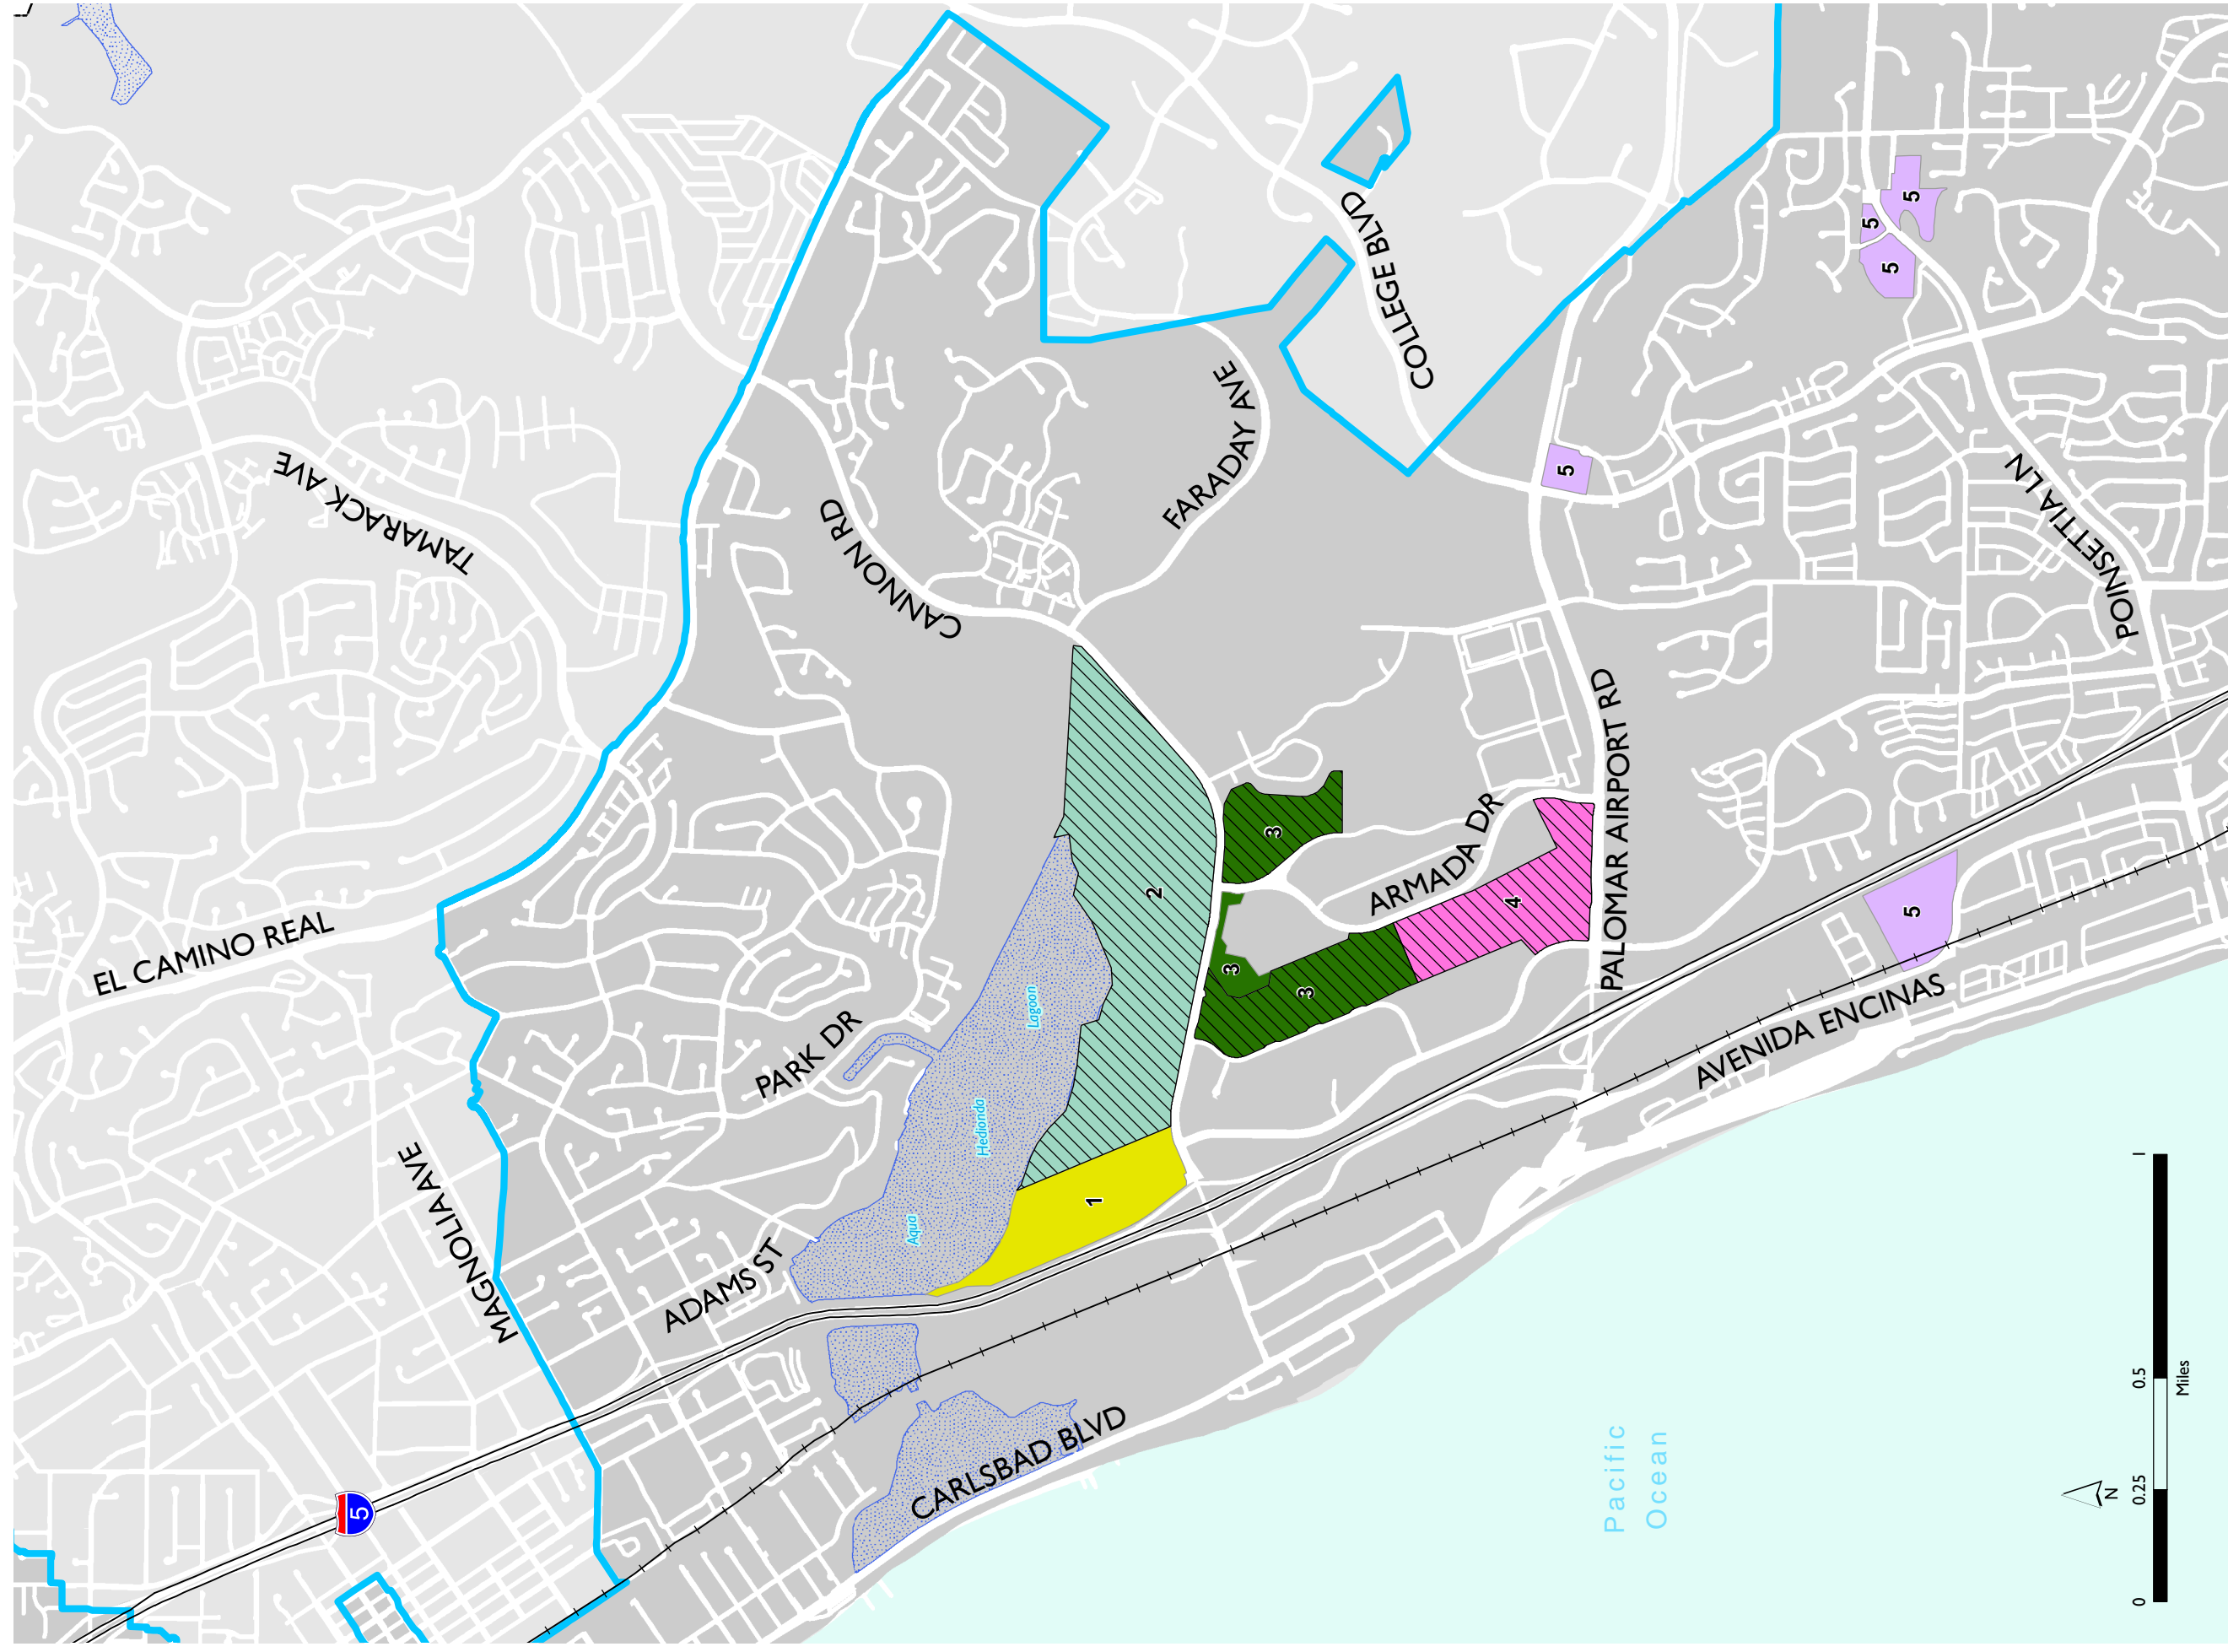 EL CAMINO REAL
TAMARACK AVE
MAGNOLIA AVE
5
ADAMS ST
PARK DR
CANNON RD
FARADAY AVE
COLLEGE BLVD
Aqua
Hedionda
Lagoon
1
2
3
3
3
4
ARMADA DR
PALOMAR AIRPORT RD
POINSETTIA LN
5
5
5
5
5
AVENIDA ENCINAS
CARLSBAD BLVD
Pacific
Ocean
N
0 0.25 0.5 1
Miles